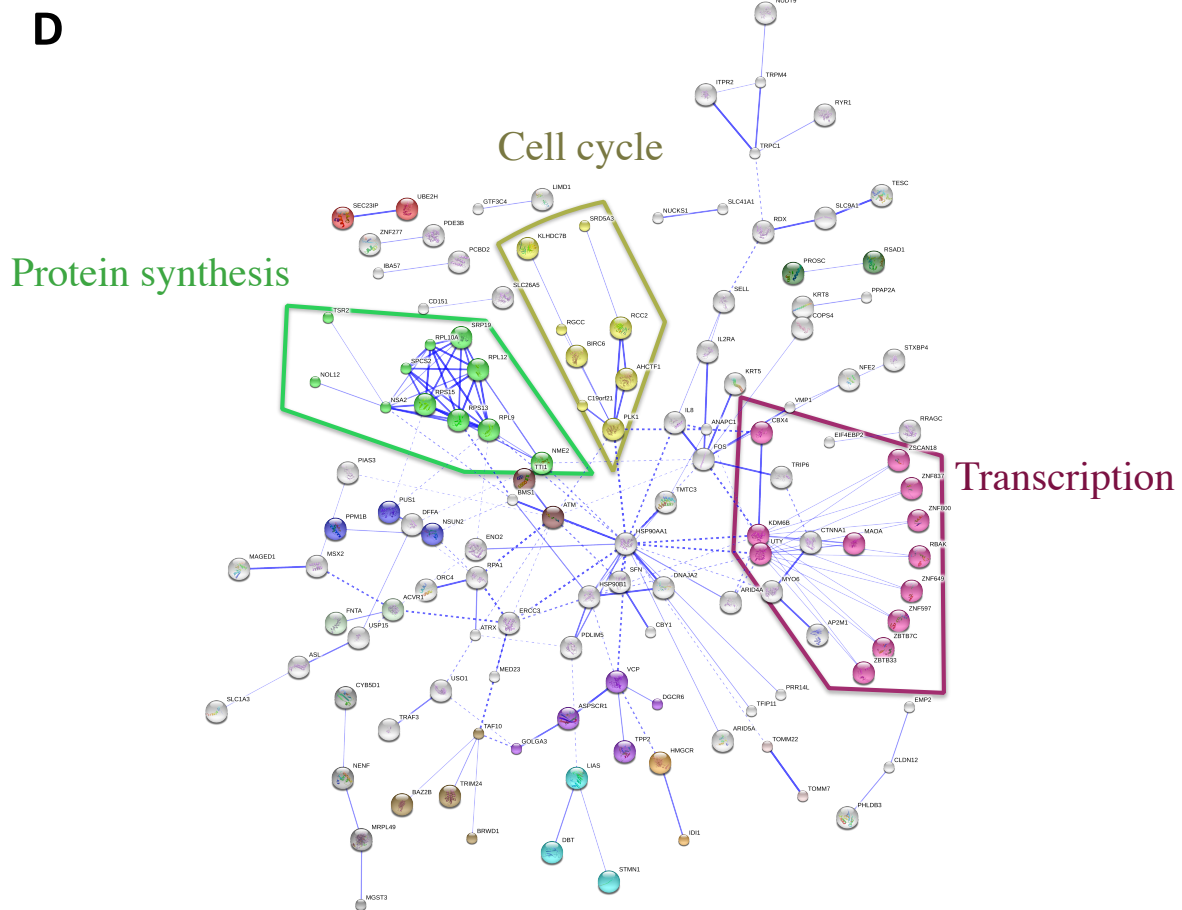 D
NUDT9
ITPR2
TRPM4
RYR1
TRPC1
Cell cycle
LIMD1
GTF3C4
SEC23IP
UBE2H
TESC
SLC41A1
NUCKS1
SLC9A1
SRD5A3
RDX
PDE3B
ZNF277
KLHDC7B
PCBD2
IBA57
RSAD1
PROSC
Protein synthesis
SLC26A5
CD151
SELL
KRT8
PPAP2A
COPS4
TSR2
SRP19
RPL10A
RGCC
RCC2
BIRC6
IL2RA
STXBP4
RPL12
SPCS2
AHCTF1
KRT5
NFE2
NOL12
NSA2
RPS15
C19orf21
VMP1
RPS13
RPL9
PLK1
IL8
ANAPC1
CBX4
RRAGC
EIF4EBP2
NME2
TTI1
FOS
ZSCAN18
PIAS3
TRIP6
Transcription
ZNF837
BMS1
TMTC3
PUS1
DFFA
ATM
ZNF800
PPM1B
NSUN2
HSP90AA1
KDM6B
UTY
CTNNA1
MAOA
ENO2
RBAK
MAGED1
MSX2
RPA1
SFN
ORC4
HSP90B1
DNAJA2
MYO6
ZNF649
ARID4A
ACVR1
FNTA
ERCC3
ZNF597
USP15
ATRX
CBY1
AP2M1
ZBTB7C
PDLIM5
ZBTB33
ASL
MED23
VCP
CYB5D1
USO1
PRR14L
SLC1A3
DGCR6
TFIP11
EMP2
ASPSCR1
TRAF3
TAF10
GOLGA3
TPP2
ARID5A
TOMM22
HMGCR
CLDN12
NENF
LIAS
BAZ2B
TRIM24
TOMM7
PHLDB3
MRPL49
BRWD1
DBT
IDI1
STMN1
MGST3